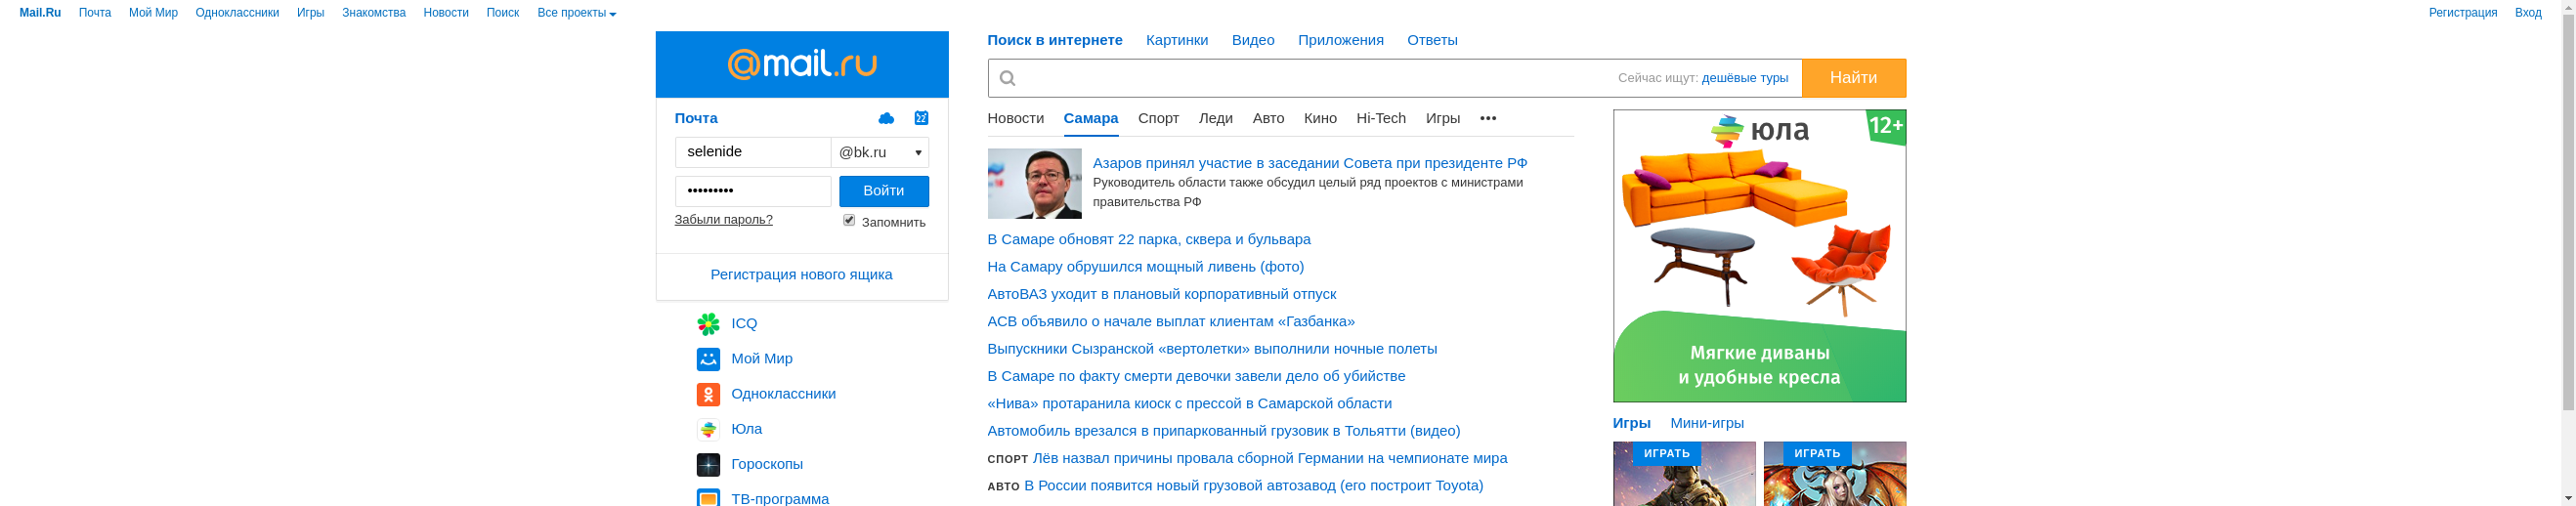 Mail.Ru Почта Мой Мир Одноклассники Игры Знакомства Новости Поиск Все проекты Регистрация Вход
@mail.ru
Почта 22
selenide @bk.ru
••••••••• Войти
Забыли пароль? Запомнить
Регистрация нового ящика
ICQ
Мой Мир
Одноклассники
Юла
Гороскопы
ТВ-программа
Поиск в интернете Картинки Видео Приложения Ответы
Сейчас ищут: дешёвые туры Найти
Новости Самара Спорт Леди Авто Кино Hi-Tech Игры •••
Азаров принял участие в заседании Совета при президенте РФ
Руководитель области также обсудил целый ряд проектов с министрами
правительства РФ
В Самаре обновят 22 парка, сквера и бульвара
На Самару обрушился мощный ливень (фото)
АвтоВАЗ уходит в плановый корпоративный отпуск
АСВ объявило о начале выплат клиентам «Газбанка»
Выпускники Сызранской «вертолетки» выполнили ночные полеты
В Самаре по факту смерти девочки завели дело об убийстве
«Нива» протаранила киоск с прессой в Самарской области
Автомобиль врезался в припаркованный грузовик в Тольятти (видео)
СПОРТ Лёв назвал причины провала сборной Германии на чемпионате мира
АВТО В России появится новый грузовой автозавод (его построит Toyota)
юла 12+
Мягкие диваны
и удобные кресла
Игры Мини-игры
ИГРАТЬ ИГРАТЬ